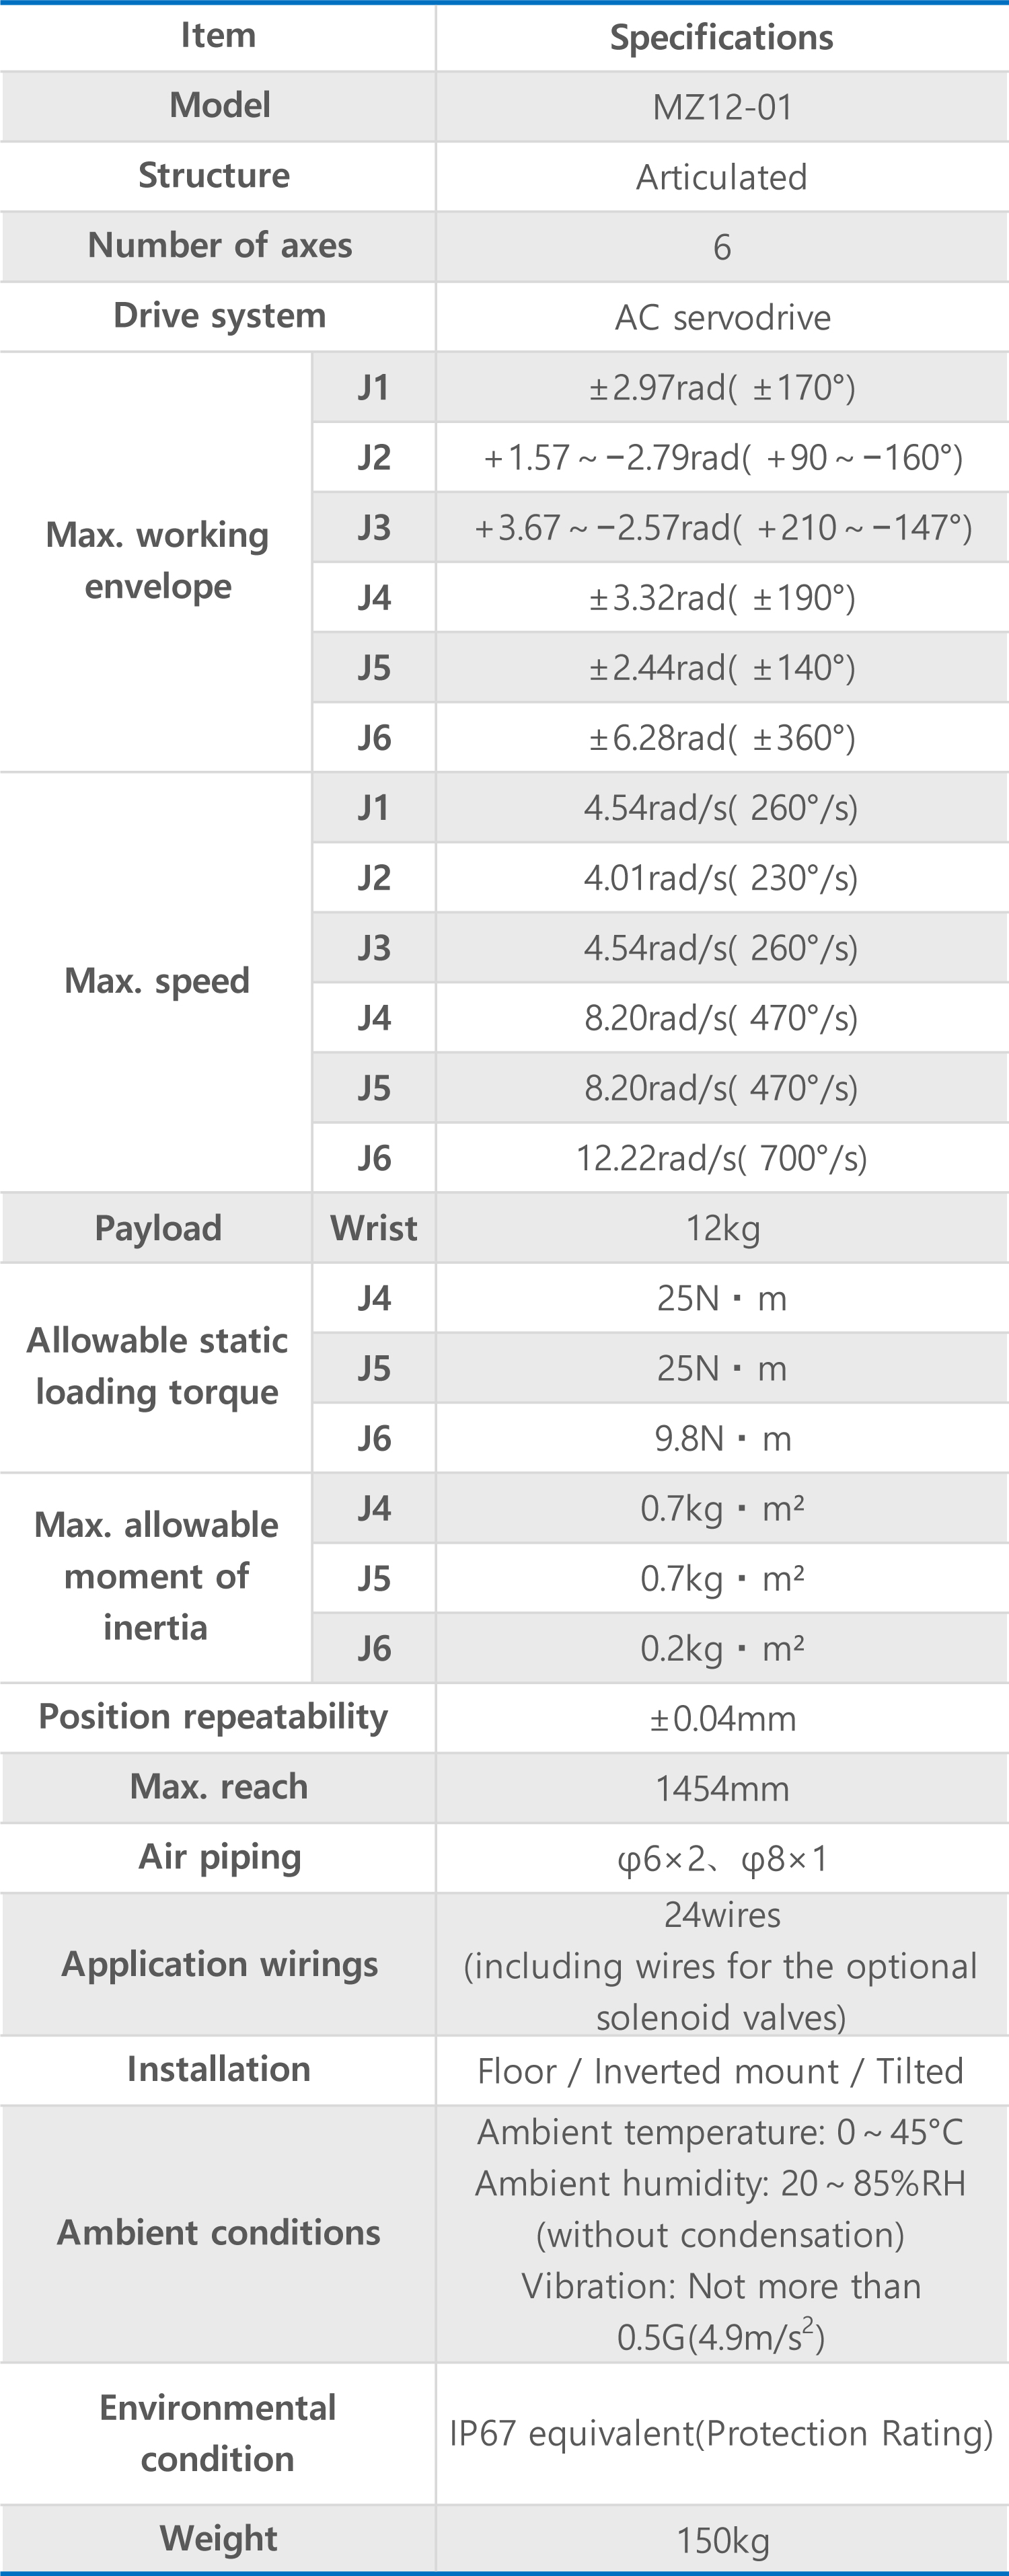 Item Specifications
Model MZ12-01
Structure Articulated
Number of axes 6
Drive system AC servodrive
Max. working
envelope
J1 ±2.97rad( ±170°)
J2 +1.57~−2.79rad( +90~−160°)
J3 +3.67~−2.57rad( +210~−147°)
J4 ±3.32rad( ±190°)
J5 ±2.44rad( ±140°)
J6 ±6.28rad( ±360°)
Max. speed
J1 4.54rad/s( 260°/s)
J2 4.01rad/s( 230°/s)
J3 4.54rad/s( 260°/s)
J4 8.20rad/s( 470°/s)
J5 8.20rad/s( 470°/s)
J6 12.22rad/s( 700°/s)
Payload Wrist 12kg
Allowable static
loading torque
J4 25N・m
J5 25N・m
J6 9.8N・m
Max. allowable
moment of
inertia
J4 0.7kg・m²
J5 0.7kg・m²
J6 0.2kg・m²
Position repeatability ±0.04mm
Max. reach 1454mm
Air piping φ6×2、φ8×1
Application wirings
24wires
(including wires for the optional
solenoid valves)
Installation Floor / Inverted mount / Tilted
Ambient conditions
Ambient temperature: 0~45°C
Ambient humidity: 20~85%RH
(without condensation)
Vibration: Not more than
0.5G(4.9m/s²)
Environmental
condition
IP67 equivalent(Protection Rating)
Weight 150kg